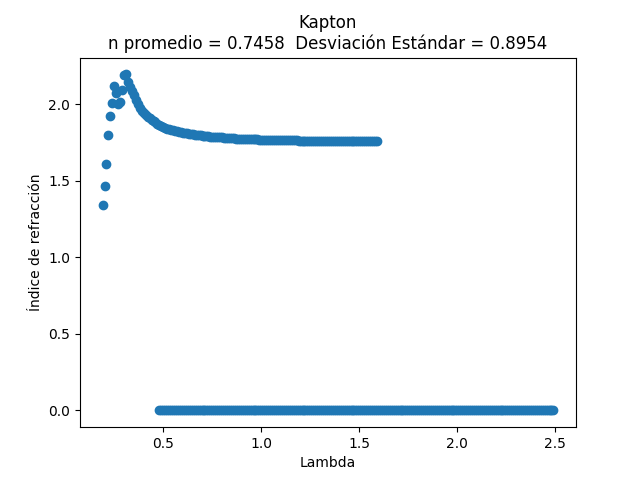 Kapton
n promedio = 0.7458  Desviación Estándar = 0.8954
Índice de refracción
2.0
1.5
1.0
0.5
0.0
0.5 1.0 1.5 2.0 2.5
Lambda